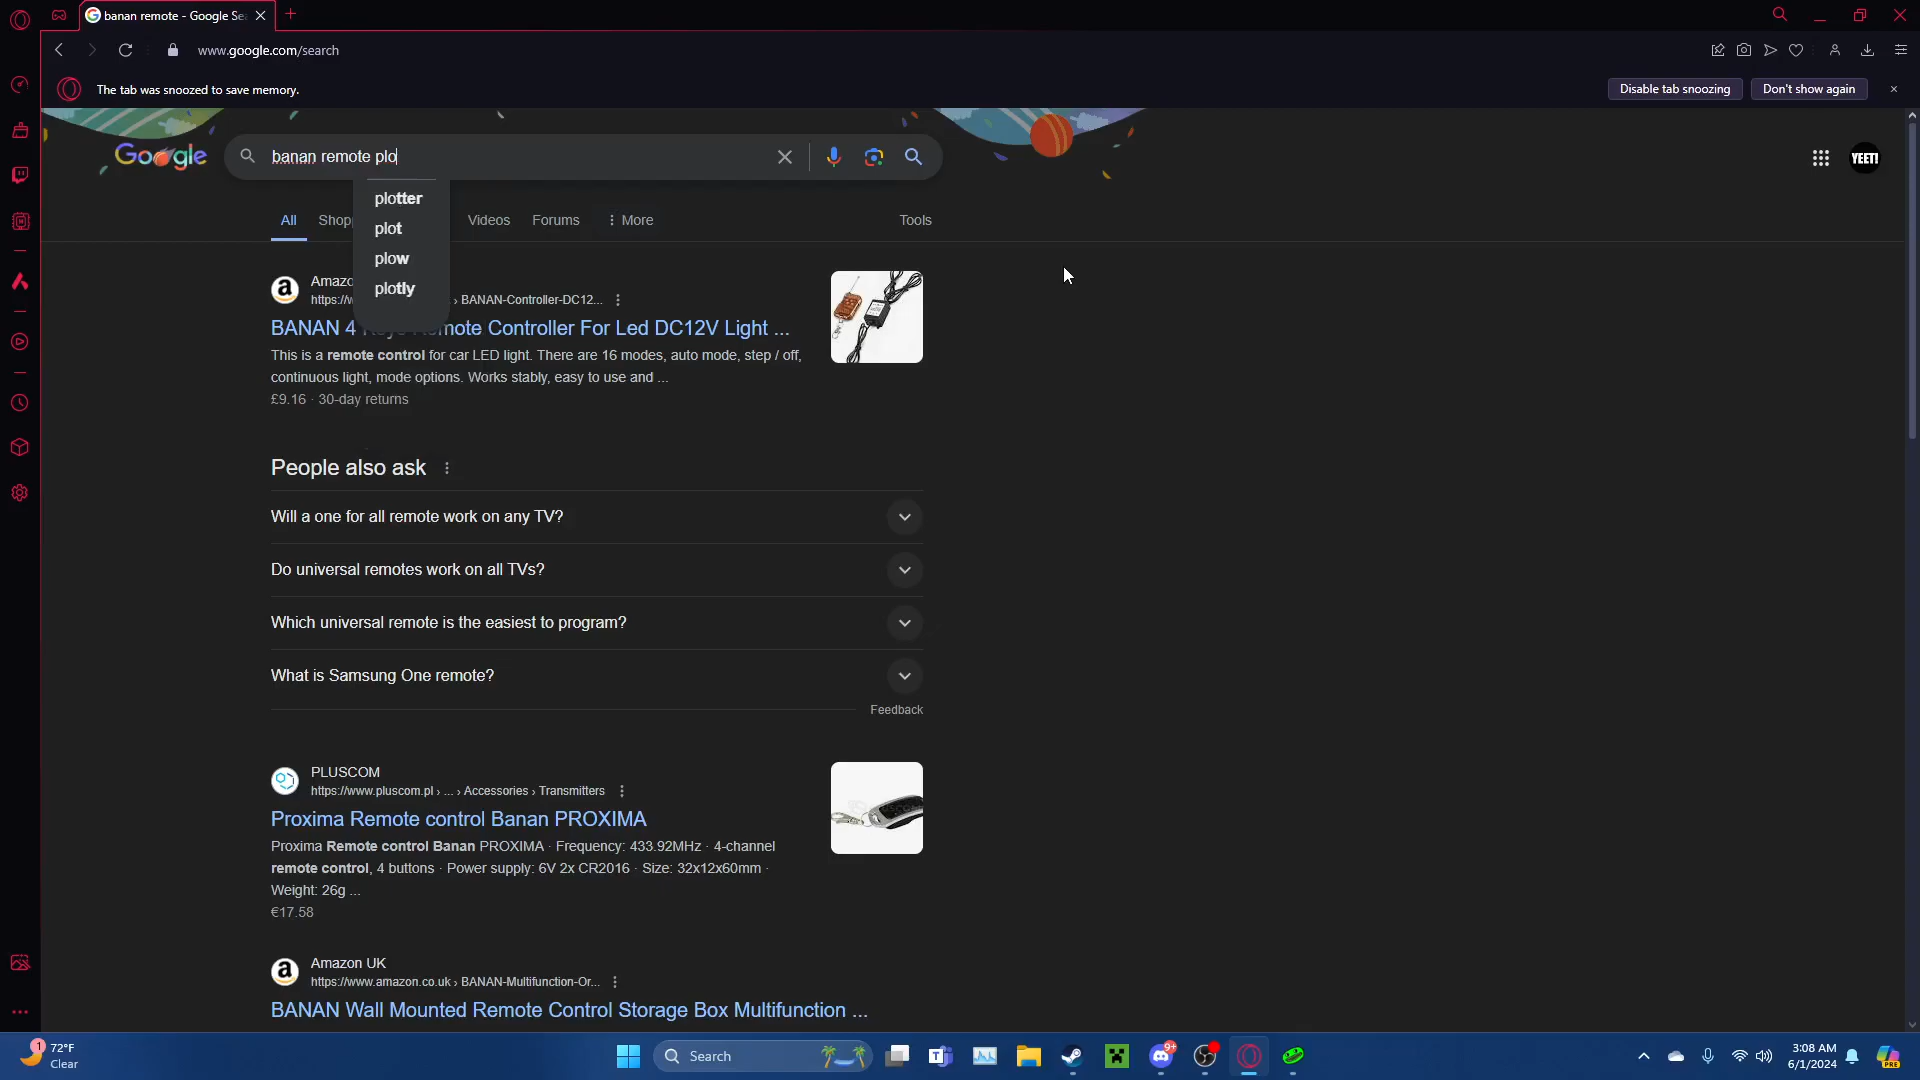 banan remote - Google Se
www.google.com/search
The tab was snoozed to save memory.
Disable tab snoozing
Don't show again
Google
banan remote plo
YEET!
plotter
plot
plow
plotly
All
Shopp
Videos
Forums
More
Tools
Amazo
https://w
› BANAN-Controller-DC12...
BANAN 4 Keys Remote Controller For Led DC12V Light ...
This is a remote control for car LED light. There are 16 modes, auto mode, step / off,
continuous light, mode options. Works stably, easy to use and ...
£9.16 · 30-day returns
People also ask
Will a one for all remote work on any TV?
Do universal remotes work on all TVs?
Which universal remote is the easiest to program?
What is Samsung One remote?
Feedback
PLUSCOM
https://www.pluscom.pl › ... › Accessories › Transmitters
Proxima Remote control Banan PROXIMA
Proxima Remote control Banan PROXIMA · Frequency: 433.92MHz · 4-channel
remote control, 4 buttons · Power supply: 6V 2x CR2016 · Size: 32x12x60mm ·
Weight: 26g ...
€17.58
Amazon UK
https://www.amazon.co.uk › BANAN-Multifunction-Or...
BANAN Wall Mounted Remote Control Storage Box Multifunction ...
1
72°F
Clear
Search
9+
3:08 AM
6/1/2024
PRE